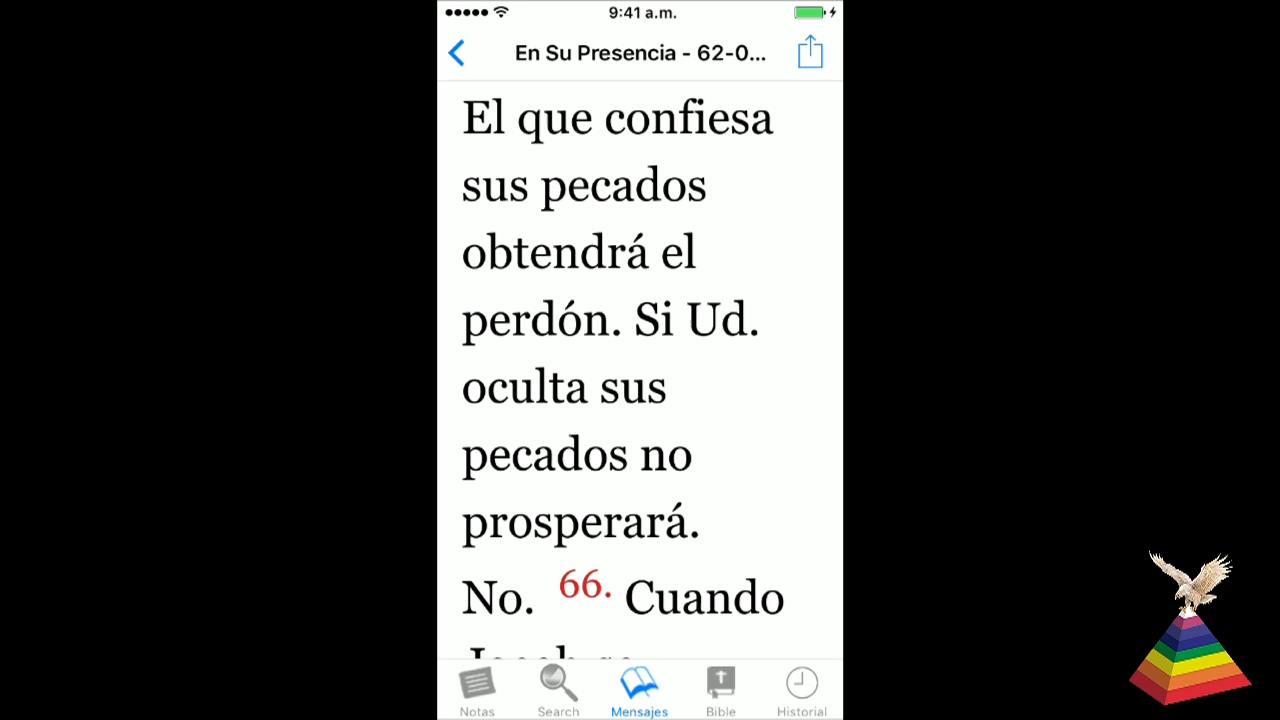 9:41 a.m.
En Su Presencia - 62-0...
El que confiesa
sus pecados
obtendrá el
perdón. Si Ud.
oculta sus
pecados no
prosperará.
No. 66. Cuando
Notas Search Mensajes Bible Historial